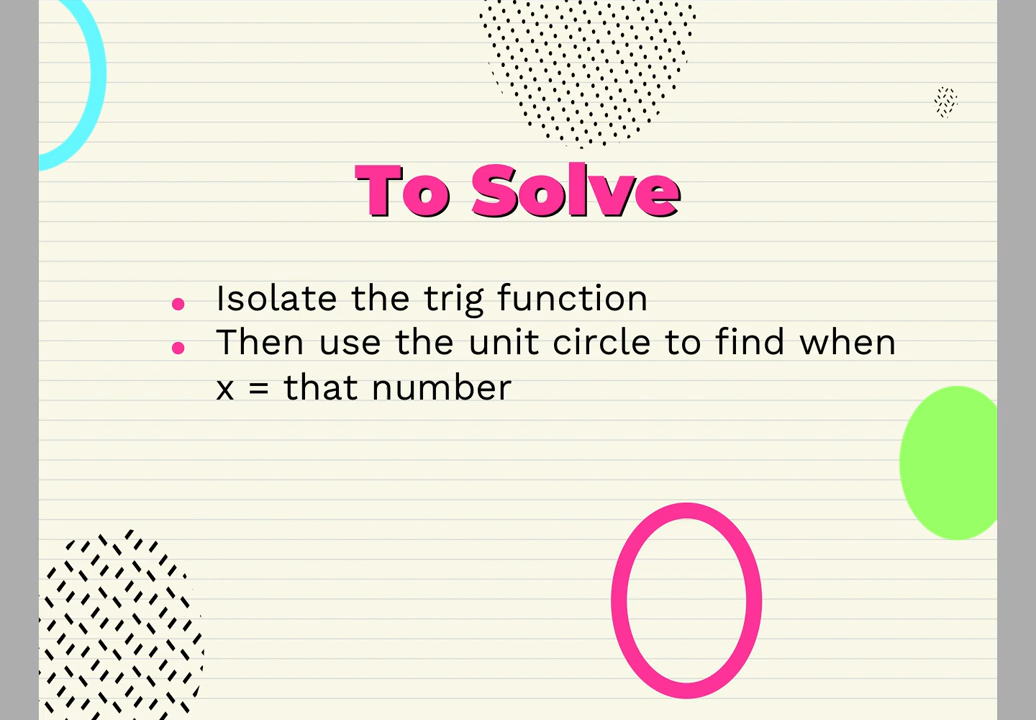 To Solve
• Isolate the trig function
• Then use the unit circle to find when
x = that number